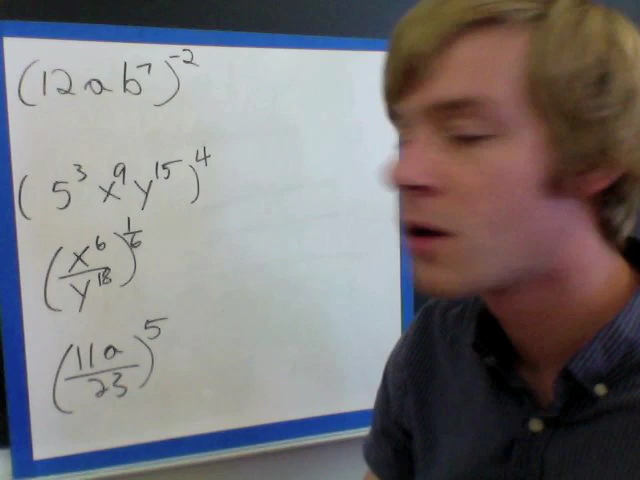 (12ab⁷)⁻²
(5³x⁹y¹⁵)⁴
(x⁶/y¹⁸)^(1/6)
(11a/23)⁵